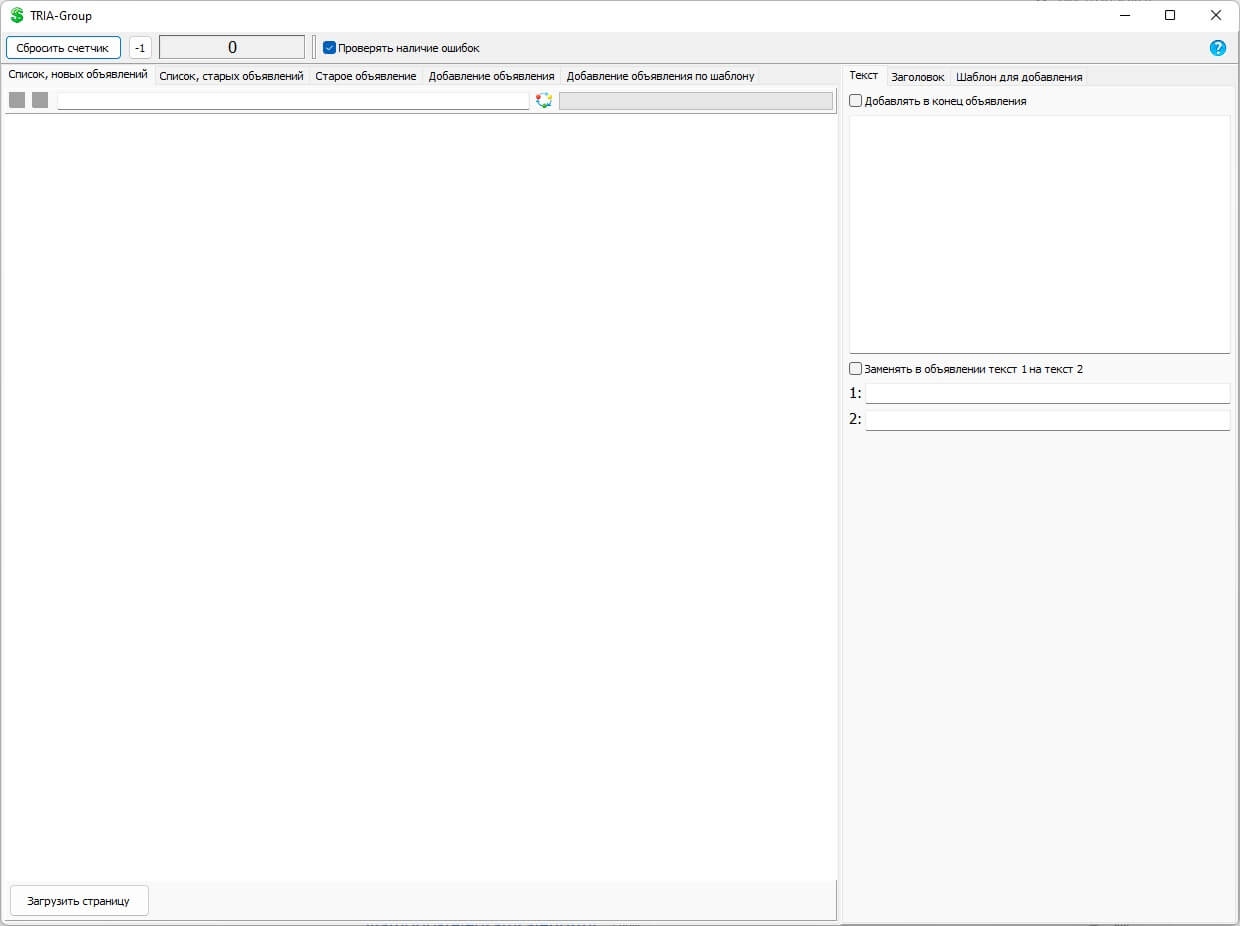 TRIA-Group
Сбросить счетчик -1 0 Проверять наличие ошибок ?
Список, новых объявлений Список, старых объявлений Старое объявление Добавление объявления Добавление объявления по шаблону
Текст Заголовок Шаблон для добавления
Добавлять в конец объявления
Заменять в объявлении текст 1 на текст 2
1:
2:
Загрузить страницу